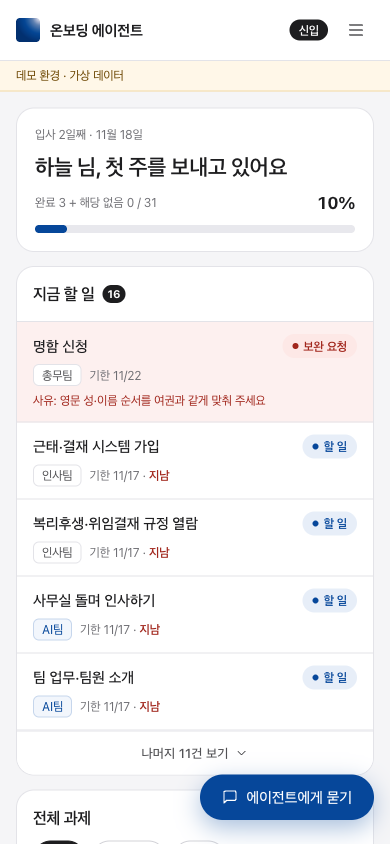 온보딩 에이전트
신입
데모 환경 · 가상 데이터
입사 2일째 · 11월 18일
하늘 님, 첫 주를 보내고 있어요
완료 3 + 해당 없음 0 / 31
10%
지금 할 일 16
명함 신청
보완 요청
총무팀 기한 11/22
사유: 영문 성·이름 순서를 여권과 같게 맞춰 주세요
근태·결재 시스템 가입
할 일
인사팀 기한 11/17 · 지남
복리후생·위임결재 규정 열람
할 일
인사팀 기한 11/17 · 지남
사무실 돌며 인사하기
할 일
AI팀 기한 11/17 · 지남
팀 업무·팀원 소개
할 일
AI팀 기한 11/17 · 지남
나머지 11건 보기
에이전트에게 묻기
전체 과제